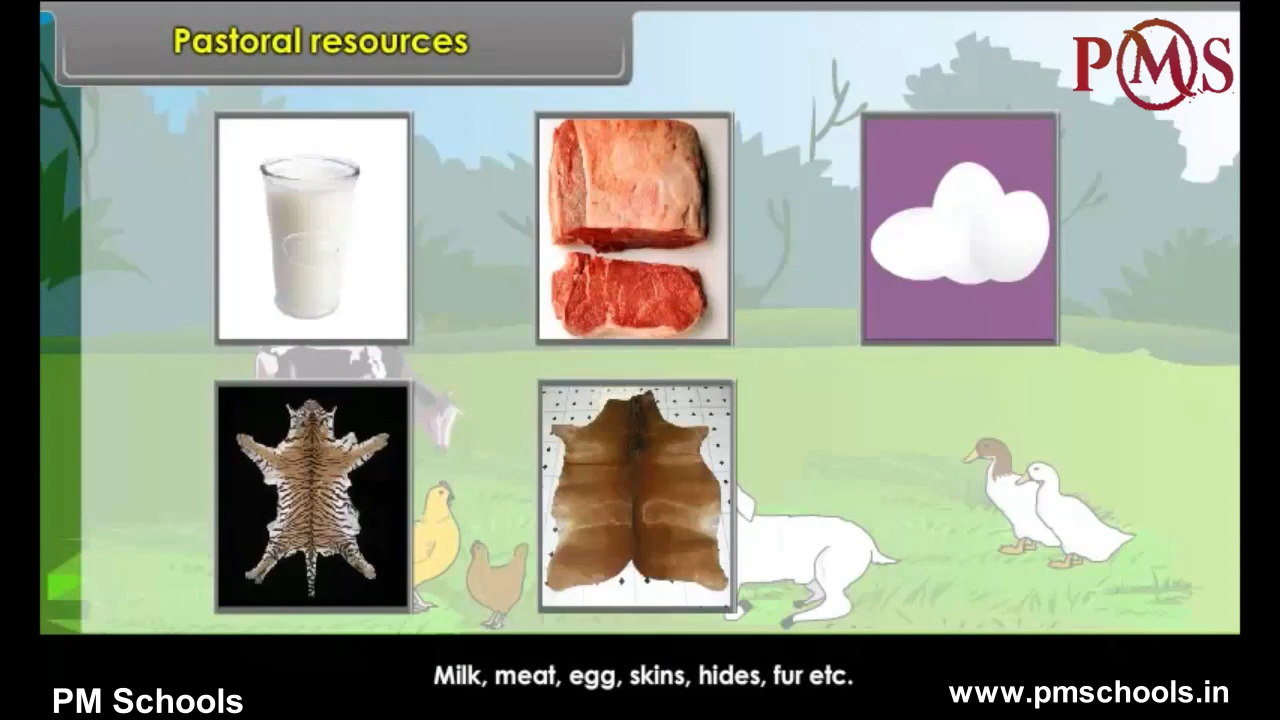 Pastoral resources
PMS
Milk, meat, egg, skins, hides, fur etc.
PM Schools
www.pmschools.in